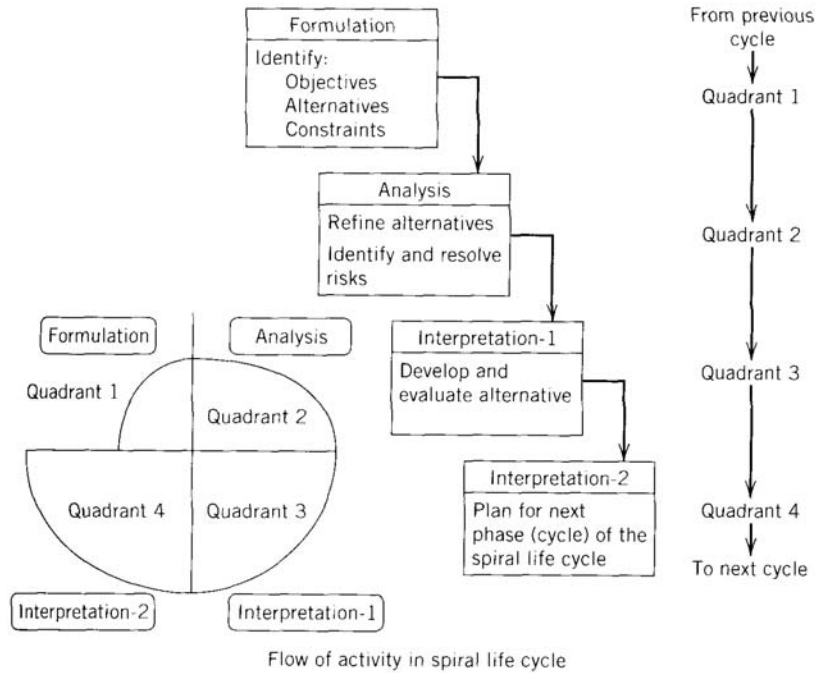 Formulation
Identify:
Objectives
Alternatives
Constraints
Analysis
Refine alternatives
Identify and resolve
risks
Interpretation-1
Develop and
evaluate alternative
Interpretation-2
Plan for next
phase (cycle) of the
spiral life cycle
From previous
cycle
Quadrant 1
Quadrant 2
Quadrant 3
Quadrant 4
To next cycle
Formulation
Analysis
Quadrant 1
Quadrant 2
Quadrant 4
Quadrant 3
Interpretation-2
Interpretation-1
Flow of activity in spiral life cycle